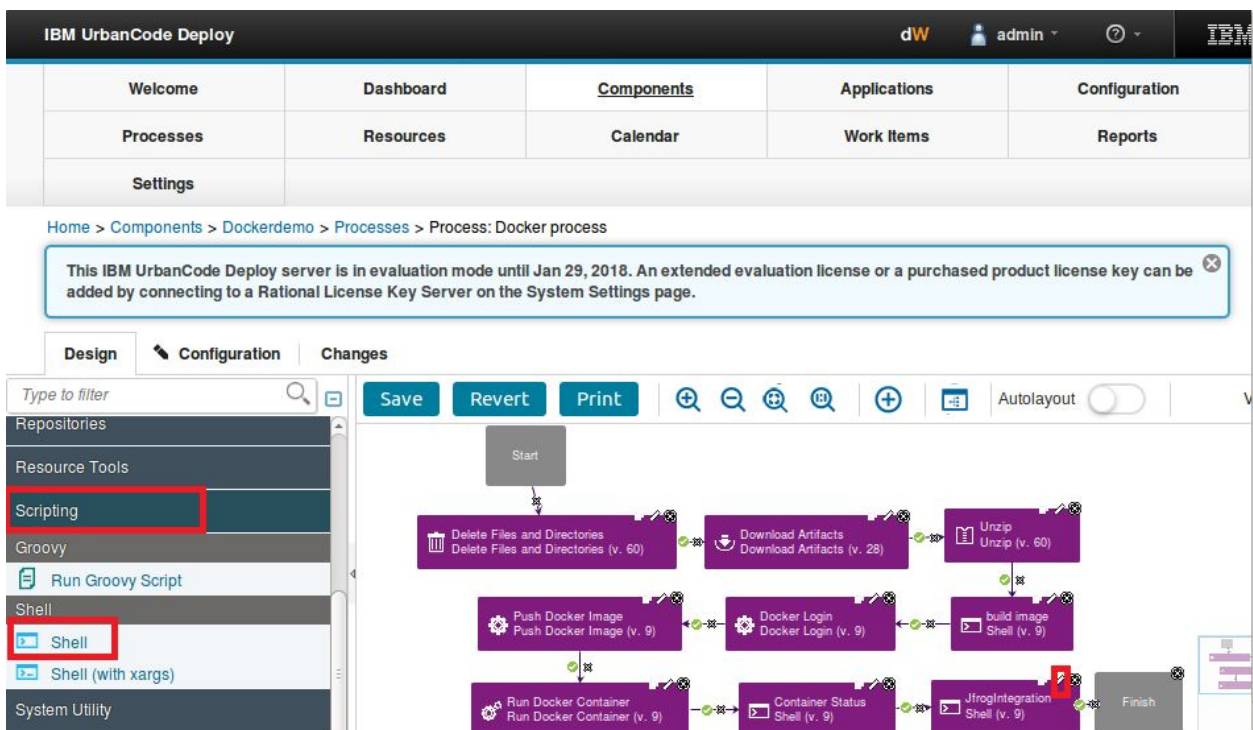 IBM UrbanCode Deploy
dW
admin
IBM
Welcome
Dashboard
Components
Applications
Configuration
Processes
Resources
Calendar
Work Items
Reports
Settings
Home > Components > Dockerdemo > Processes > Process: Docker process
This IBM UrbanCode Deploy server is in evaluation mode until Jan 29, 2018. An extended evaluation license or a purchased product license key can be
added by connecting to a Rational License Key Server on the System Settings page.
Design
Configuration
Changes
Type to filter
Save
Revert
Print
Autolayout
V
Repositories
Resource Tools
Scripting
Groovy
Run Groovy Script
Shell
Shell
Shell (with xargs)
System Utility
Start
Delete Files and Directories
Delete Files and Directories (v. 60)
Download Artifacts
Download Artifacts (v. 28)
Unzip
Unzip (v. 60)
Push Docker Image
Push Docker Image (v. 9)
Docker Login
Docker Login (v. 9)
build image
Shell (v. 9)
Run Docker Container
Run Docker Container (v. 9)
Container Status
Shell (v. 9)
JfrogIntegration
Shell (v. 9)
Finish